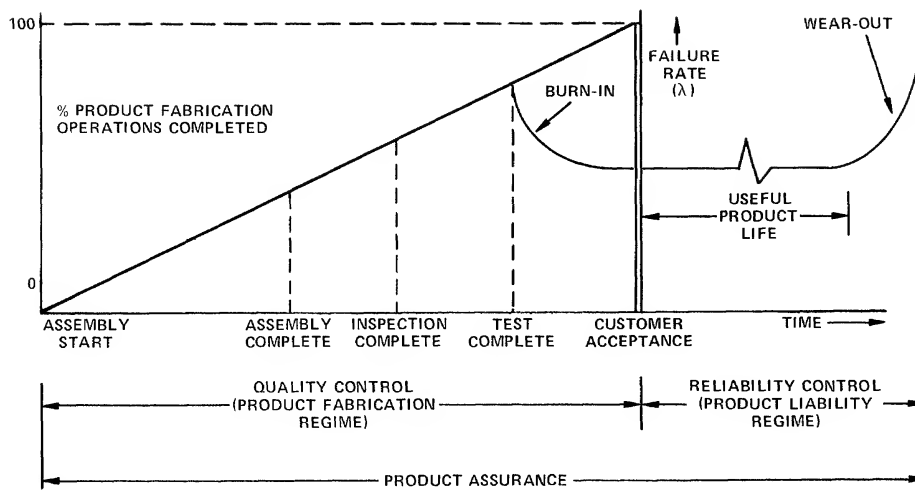 100
% PRODUCT FABRICATION
OPERATIONS COMPLETED
0
BURN-IN
FAILURE
RATE
(λ)
WEAR-OUT
USEFUL
PRODUCT
LIFE
ASSEMBLY
START
ASSEMBLY
COMPLETE
INSPECTION
COMPLETE
TEST
COMPLETE
CUSTOMER
ACCEPTANCE
TIME
QUALITY CONTROL
(PRODUCT FABRICATION
REGIME)
RELIABILITY CONTROL
(PRODUCT LIABILITY
REGIME)
PRODUCT ASSURANCE